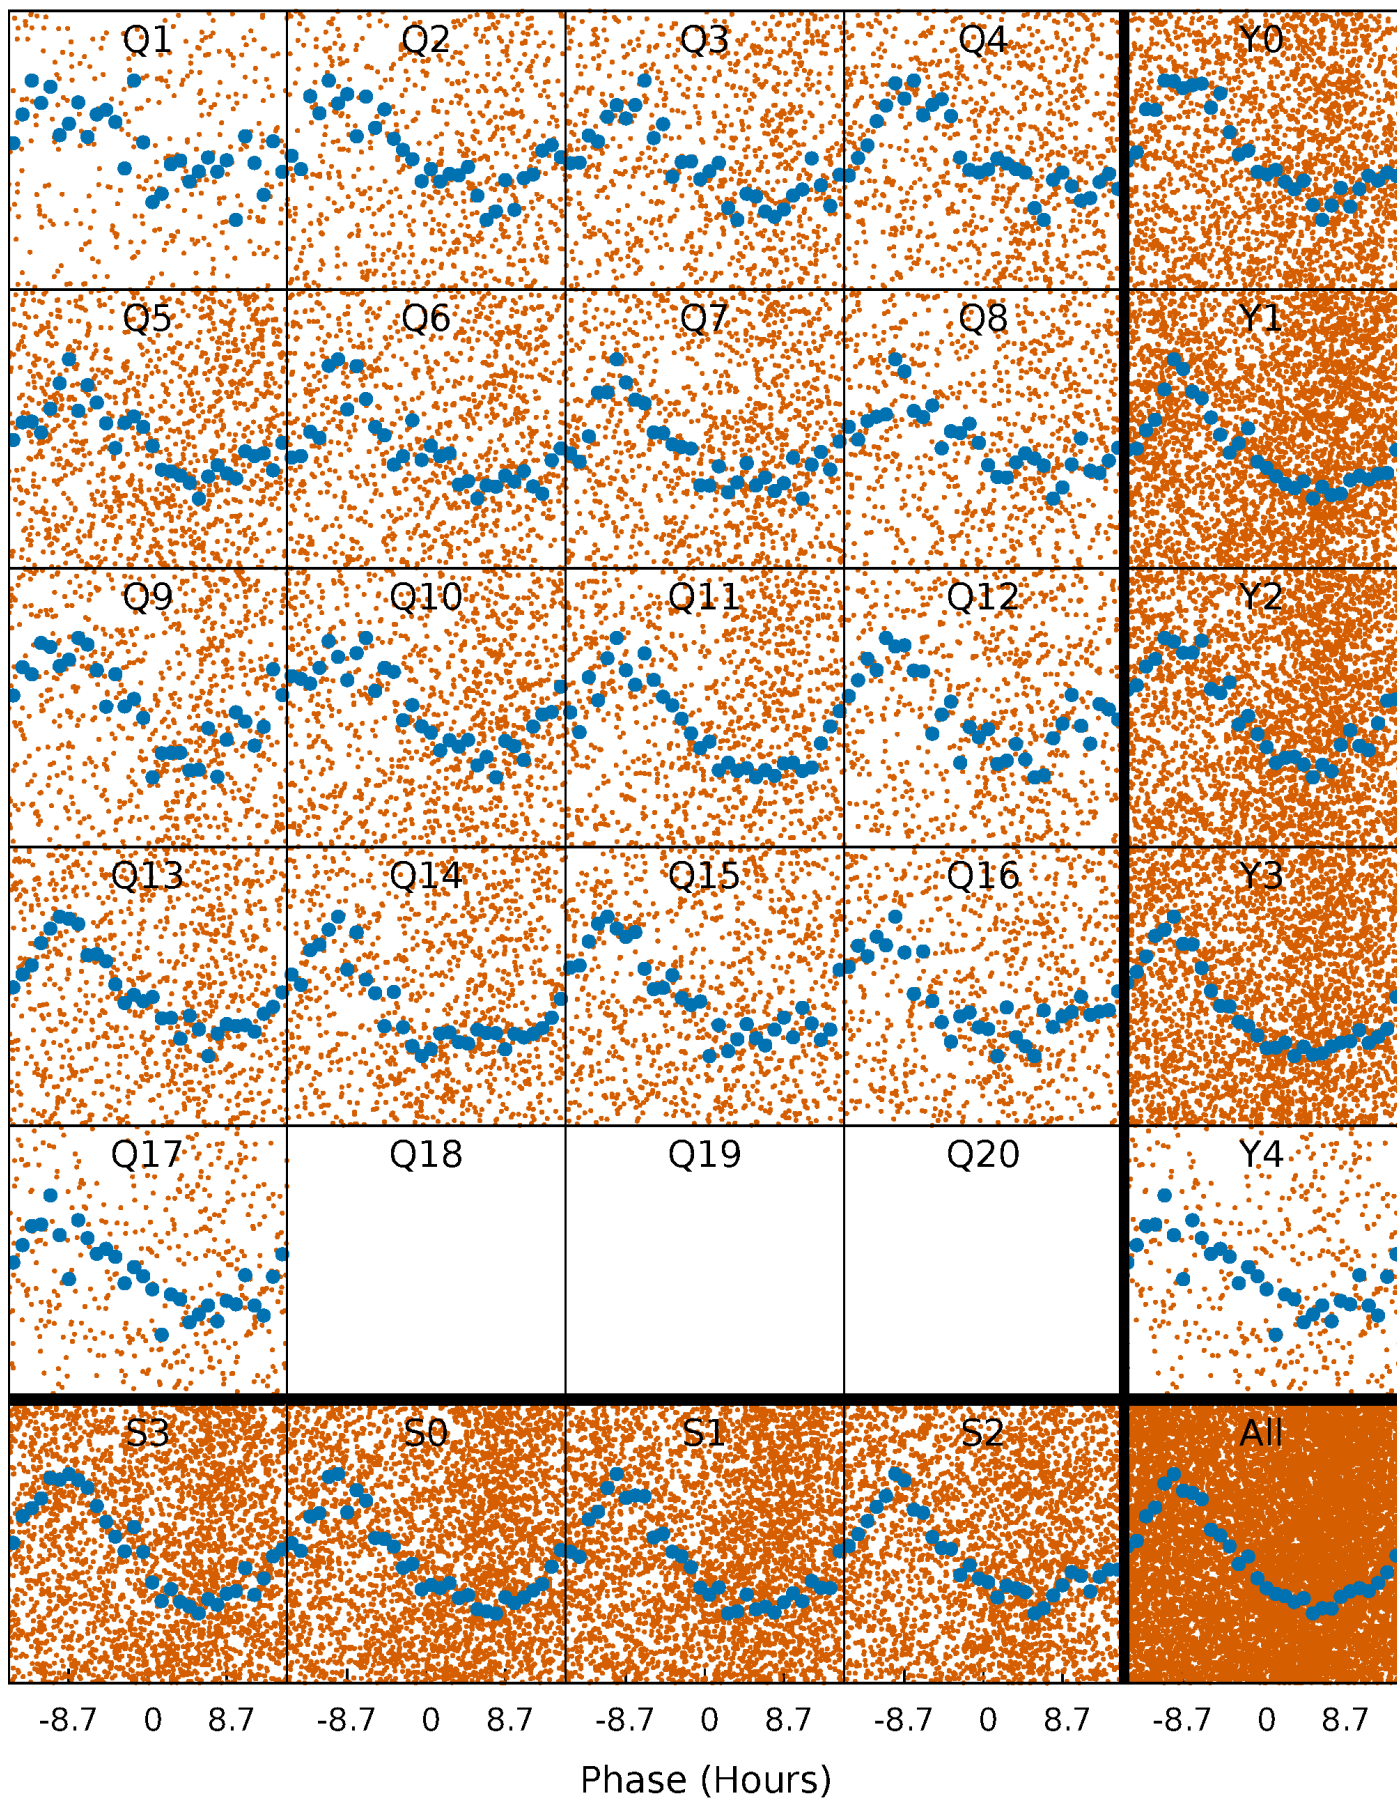 Q1 Q2 Q3 Q4 Y0
Q5 Q6 Q7 Q8 Y1
Q9 Q10 Q11 Q12 Y2
Q13 Q14 Q15 Q16 Y3
Q17 Q18 Q19 Q20 Y4
S3 S0 S1 S2 All
-8.7 0 8.7 -8.7 0 8.7 -8.7 0 8.7 -8.7 0 8.7 -8.7 0 8.7
Phase (Hours)